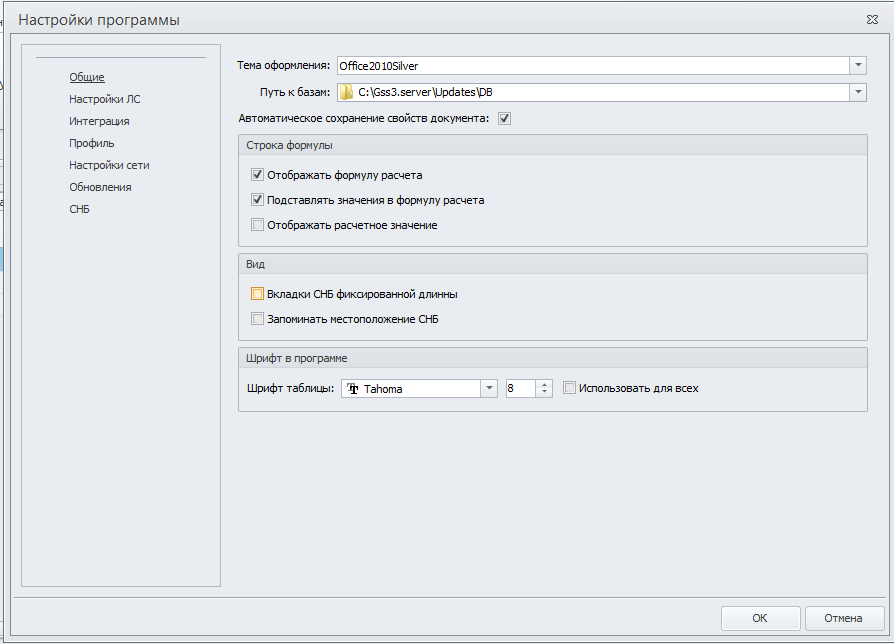 Настройки программы
Общие
Настройки ЛС
Интеграция
Профиль
Настройки сети
Обновления
СНБ
Тема оформления: Office2010Silver
Путь к базам: C:\Gss3.server\Updates\DB
Автоматическое сохранение свойств документа:
Строка формулы
Отображать формулу расчета
Подставлять значения в формулу расчета
Отображать расчетное значение
Вид
Вкладки СНБ фиксированной длинны
Запоминать местоположение СНБ
Шрифт в программе
Шрифт таблицы: Tahoma 8 Использовать для всех
OK Отмена